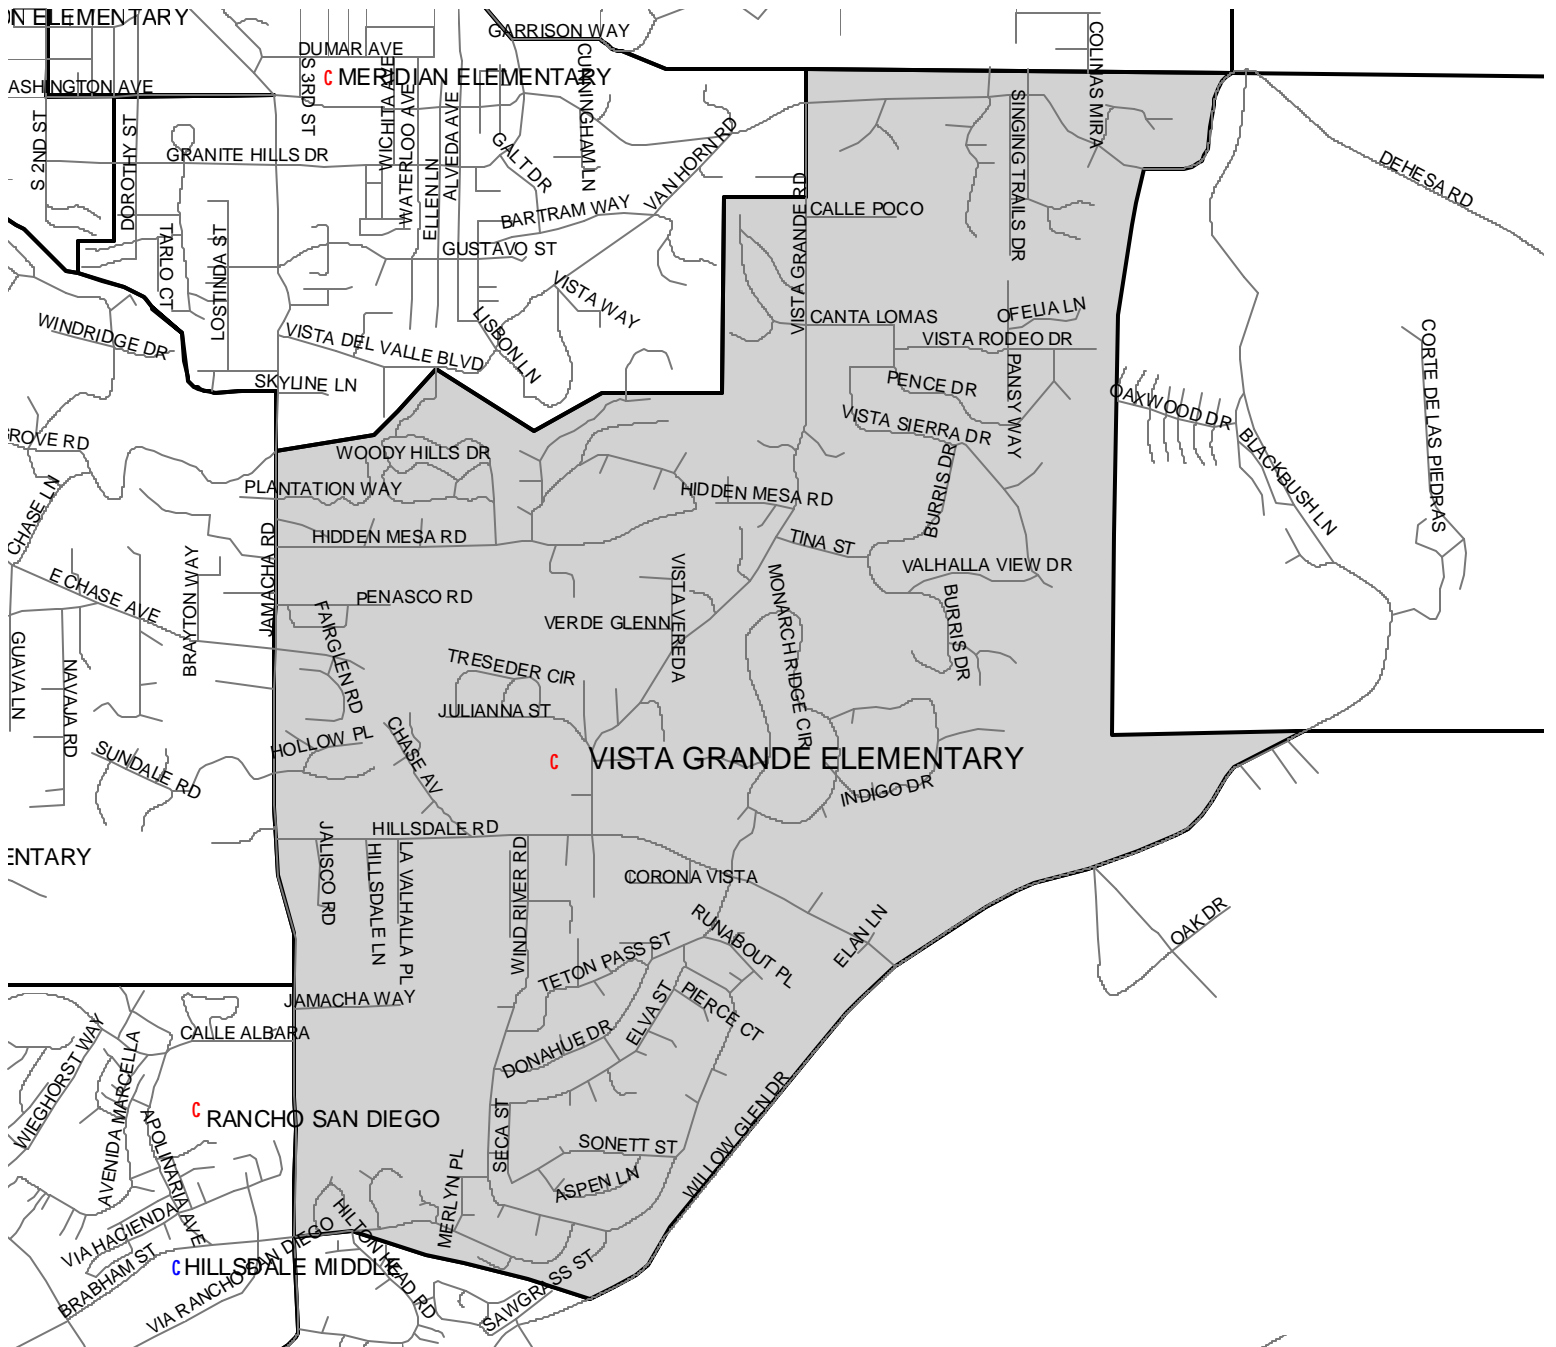 N ELEMENTARY
GARRISON WAY
DUMAR AVE
MERIDIAN ELEMENTARY
ASHINGTON AVE
S 3RD ST
WICHITA AVE
CUNNINGHAM LN
COLINAS MIRA
S 2ND ST
DOROTHY ST
GRANITE HILLS DR
WATERLOO AVE
ELLEN LN
ALVEDA AVE
GALT DR
VAN HORN RD
SINGING TRAILS DR
DEHESA RD
BARTRAM WAY
VISTA GRANDE RD
CALLE POCO
TARLO CT
LOSTINDA ST
GUSTAVO ST
VISTA WAY
WINDRIDGE DR
VISTA DEL VALLE BLVD
LISBON LN
CANTA LOMAS
OFELIA LN
VISTA RODEO DR
SKYLINE LN
PENCE DR
PANSY WAY
OAXWOOD DR
CORTE DE LAS PIEDRAS
VISTA SIERRA DR
ROVE RD
WOODY HILLS DR
BLACKBUSH LN
CHASE LN
PLANTATION WAY
HIDDEN MESA RD
BURRIS DR
JAMACHA RD
HIDDEN MESA RD
TINA ST
BRAYTON WAY
VALHALLA VIEW DR
E CHASE AVE
VISTA VEREDA
MONARCH RIDGE CIR
PENASCO RD
FAIRGLEN RD
VERDE GLENN
BURRIS DR
GUAVA LN
NAVAJA RD
TRESEDER CIR
JULIANNA ST
HOLLOW PL
CHASE AV
SUNDALE RD
C VISTA GRANDE ELEMENTARY
INDIGO DR
HILLSDALE RD
ENTARY
JALISCO RD
HILLSDALE LN
LA VALHALLA PL
WIND RIVER RD
CORONA VISTA
RUNABOUT PL
ELAN LN
OAK DR
TETON PASS ST
JAMACHA WAY
ELVA ST
PIERCE CT
CALLE ALBARA
WIEGHORST WAY
AVENIDA MARCELLA
DONAHUE DR
C RANCHO SAN DIEGO
APOLINARIA AVE
SECA ST
SONETT ST
WILLOW GLEN DR
MERLYN PL
ASPEN LN
VIA HACIENDA
HILTON HEAD RD
BRABHAM ST
C HILLSDALE MIDDLE
VIA RANCHO SAN DIEGO
SAWGRASS ST